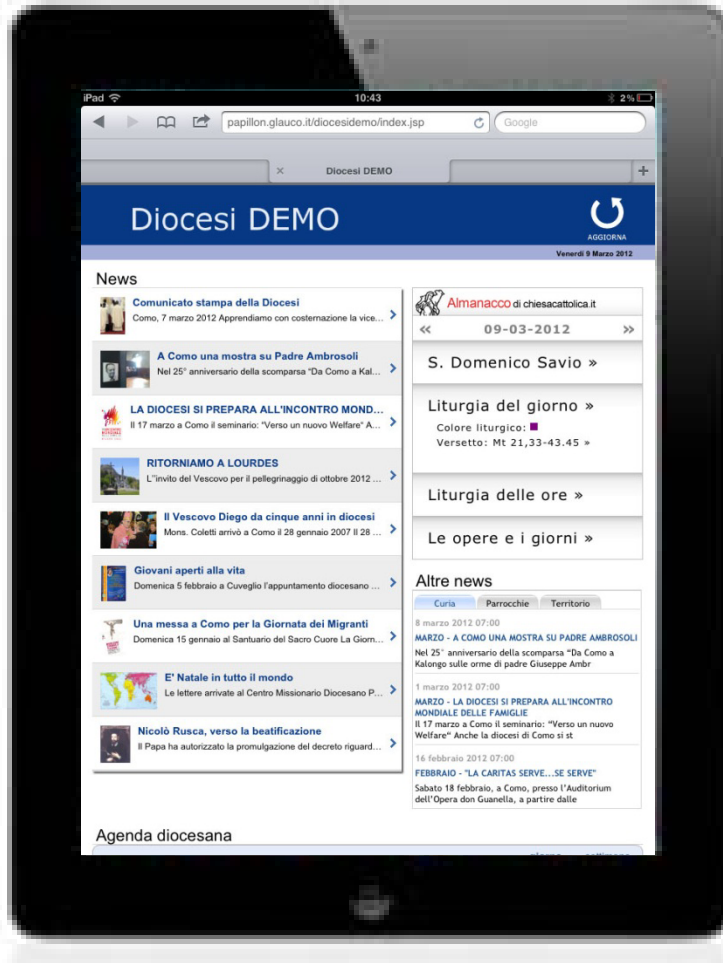 iPad 10:43 2%
papillon.glauco.it/diocesidemo/index.jsp Google
× Diocesi DEMO +
Diocesi DEMO
AGGIORNA
Venerdì 9 Marzo 2012
News
Comunicato stampa della Diocesi
Como, 7 marzo 2012 Apprendiamo con costernazione la vice...
A Como una mostra su Padre Ambrosoli
Nel 25° anniversario della scomparsa "Da Como a Kal...
LA DIOCESI SI PREPARA ALL'INCONTRO MOND...
Il 17 marzo a Como il seminario: "Verso un nuovo Welfare" A...
RITORNIAMO A LOURDES
L''invito del Vescovo per il pellegrinaggio di ottobre 2012 ...
Il Vescovo Diego da cinque anni in diocesi
Mons. Coletti arrivò a Como il 28 gennaio 2007 Il 28 ...
Giovani aperti alla vita
Domenica 5 febbraio a Cuveglio l'appuntamento diocesano ...
Una messa a Como per la Giornata dei Migranti
Domenica 15 gennaio al Santuario del Sacro Cuore La Giorn...
E' Natale in tutto il mondo
Le lettere arrivate al Centro Missionario Diocesano P...
Nicolò Rusca, verso la beatificazione
Il Papa ha autorizzato la promulgazione del decreto riguard...
Almanacco di chiesacattolica.it
« 09-03-2012 »
S. Domenico Savio »
Liturgia del giorno »
Colore liturgico:
Versetto: Mt 21,33-43.45 »
Liturgia delle ore »
Le opere e i giorni »
Altre news
Curia Parrocchie Territorio
8 marzo 2012 07:00
MARZO - A COMO UNA MOSTRA SU PADRE AMBROSOLI
Nel 25° anniversario della scomparsa "Da Como a
Kalongo sulle orme di padre Giuseppe Ambr
1 marzo 2012 07:00
MARZO - LA DIOCESI SI PREPARA ALL'INCONTRO
MONDIALE DELLE FAMIGLIE
Il 17 marzo a Como il seminario: "Verso un nuovo
Welfare" Anche la diocesi di Como si st
16 febbraio 2012 07:00
FEBBRAIO - "LA CARITAS SERVE...SE SERVE"
Sabato 18 febbraio, a Como, presso l'Auditorium
dell'Opera don Guanella, a partire dalle
Agenda diocesana